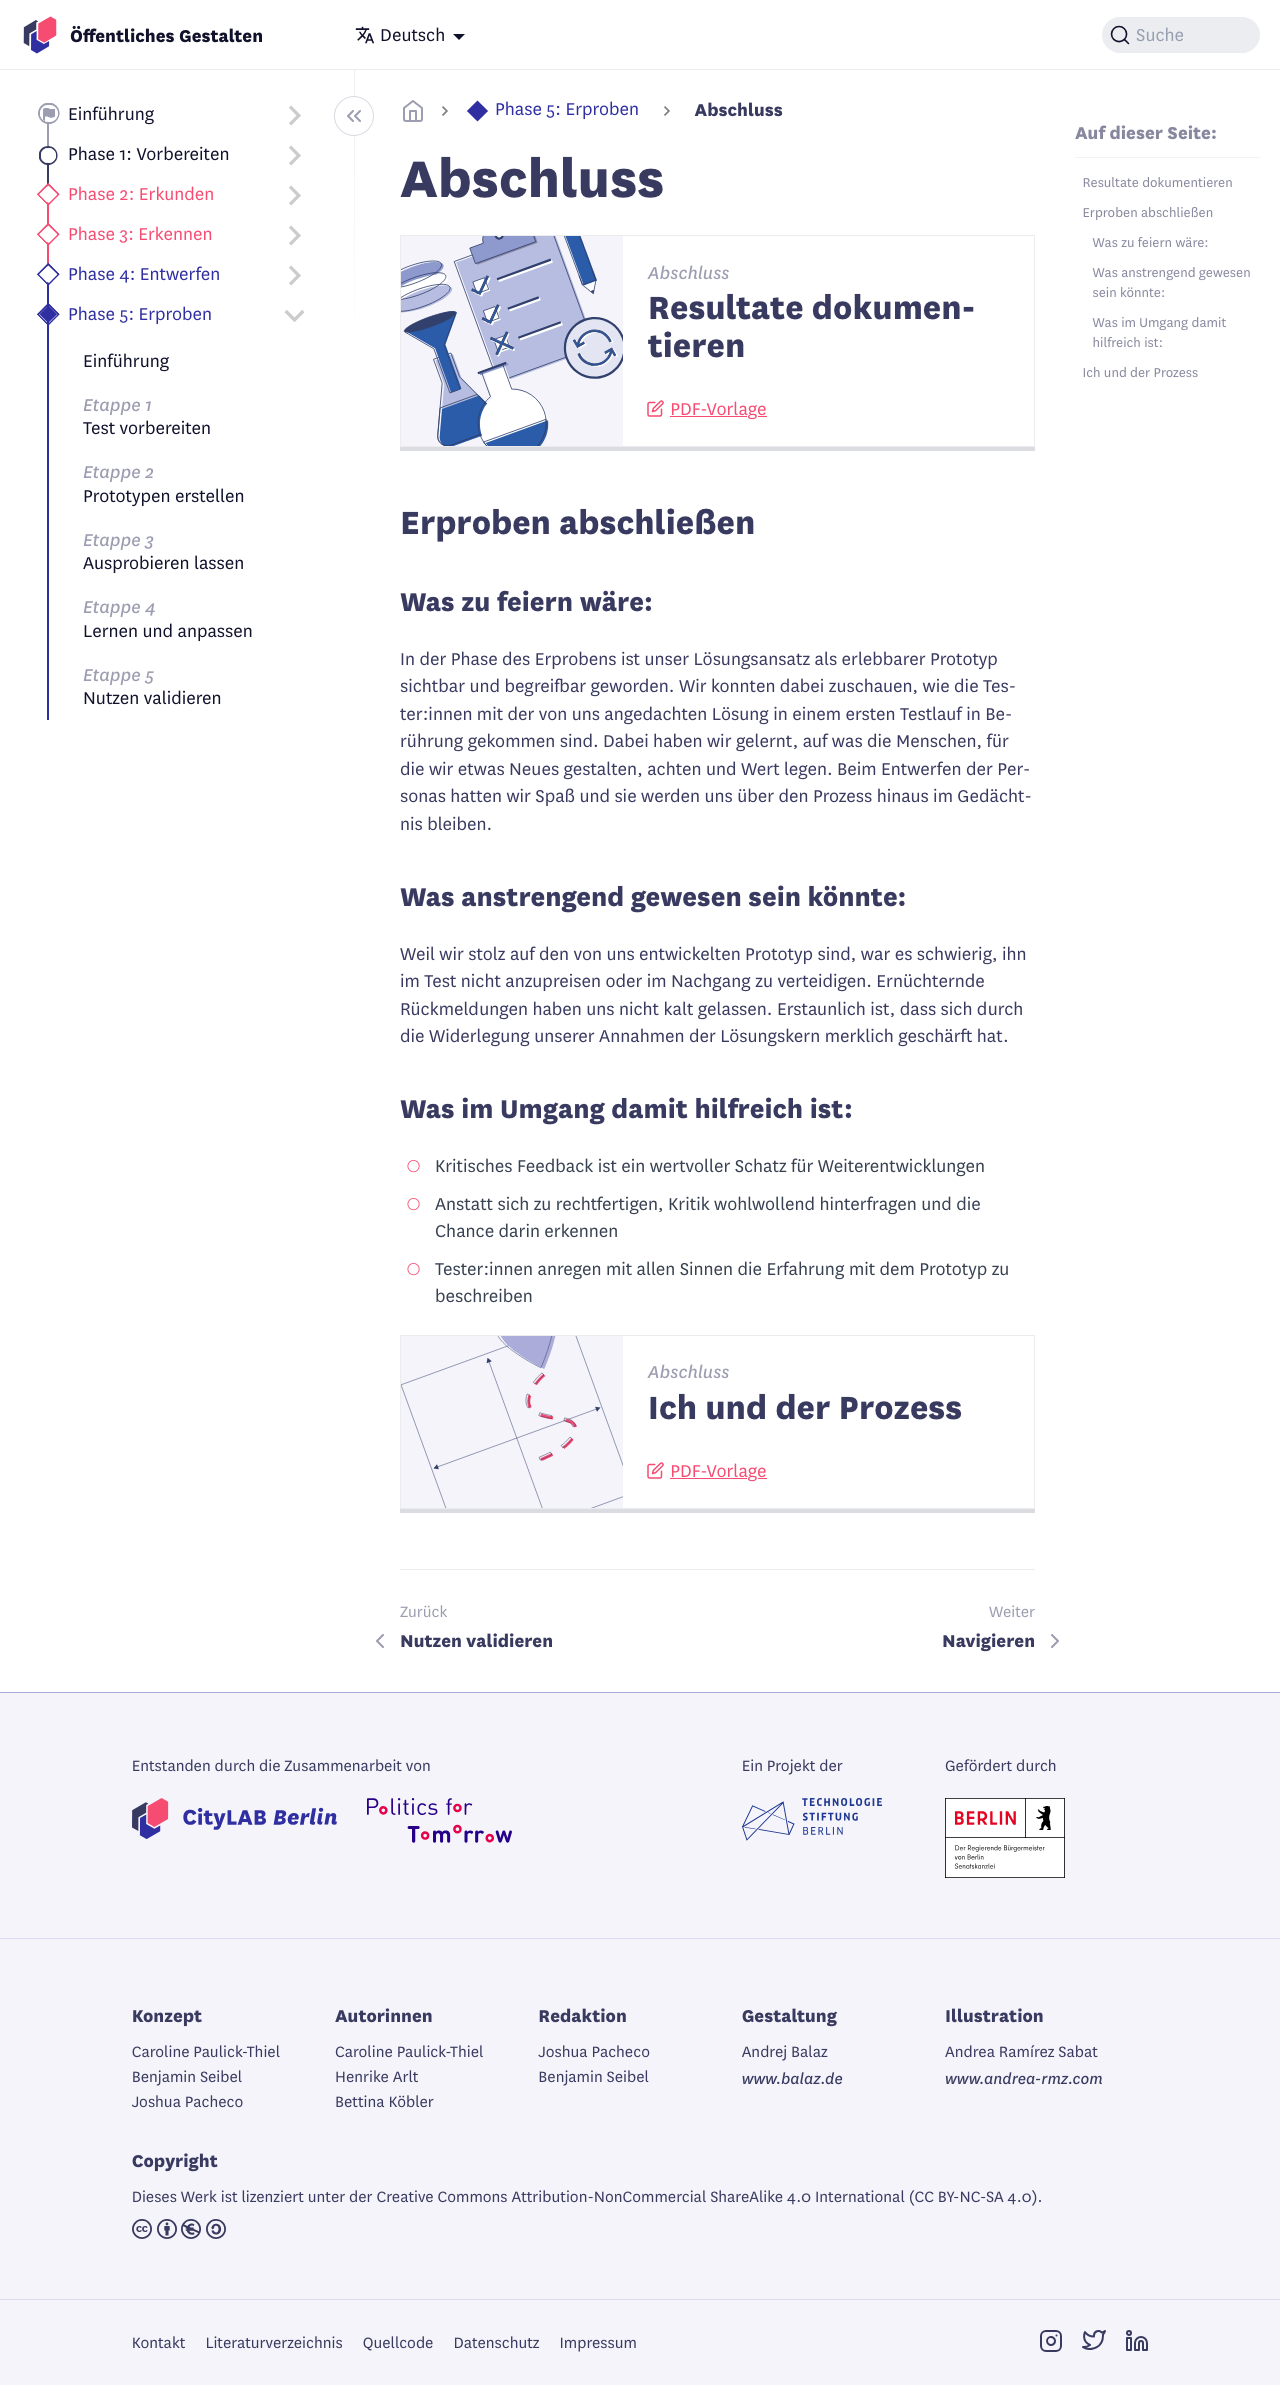 Öffentliches Gestalten
Deutsch
Suche
Einführung
Phase 1: Vorbereiten
Phase 2: Erkunden
Phase 3: Erkennen
Phase 4: Entwerfen
Phase 5: Erproben
Einführung
Etappe 1
Test vorbereiten
Etappe 2
Prototypen erstellen
Etappe 3
Ausprobieren lassen
Etappe 4
Lernen und anpassen
Etappe 5
Nutzen validieren
Phase 5: Erproben
Abschluss
Abschluss
Abschluss
Resultate dokumen-
tieren
PDF-Vorlage
Erproben abschließen
Was zu feiern wäre:
In der Phase des Erprobens ist unser Lösungsansatz als erlebbarer Prototyp
sichtbar und begreifbar geworden. Wir konnten dabei zuschauen, wie die Tes-
ter:innen mit der von uns angedachten Lösung in einem ersten Testlauf in Be-
rührung gekommen sind. Dabei haben wir gelernt, auf was die Menschen, für
die wir etwas Neues gestalten, achten und Wert legen. Beim Entwerfen der Per-
sonas hatten wir Spaß und sie werden uns über den Prozess hinaus im Gedächt-
nis bleiben.
Was anstrengend gewesen sein könnte:
Weil wir stolz auf den von uns entwickelten Prototyp sind, war es schwierig, ihn
im Test nicht anzupreisen oder im Nachgang zu verteidigen. Ernüchternde
Rückmeldungen haben uns nicht kalt gelassen. Erstaunlich ist, dass sich durch
die Widerlegung unserer Annahmen der Lösungskern merklich geschärft hat.
Was im Umgang damit hilfreich ist:
Kritisches Feedback ist ein wertvoller Schatz für Weiterentwicklungen
Anstatt sich zu rechtfertigen, Kritik wohlwollend hinterfragen und die
Chance darin erkennen
Tester:innen anregen mit allen Sinnen die Erfahrung mit dem Prototyp zu
beschreiben
Abschluss
Ich und der Prozess
PDF-Vorlage
Zurück
Nutzen validieren
Weiter
Navigieren
Auf dieser Seite:
Resultate dokumentieren
Erproben abschließen
Was zu feiern wäre:
Was anstrengend gewesen
sein könnte:
Was im Umgang damit
hilfreich ist:
Ich und der Prozess
Entstanden durch die Zusammenarbeit von
CityLAB Berlin
Politics for
Tomorrow
Ein Projekt der
TECHNOLOGIE
STIFTUNG
BERLIN
Gefördert durch
BERLIN
Der Regierende Bürgermeister
von Berlin
Senatskanzlei
Konzept
Caroline Paulick-Thiel
Benjamin Seibel
Joshua Pacheco
Autorinnen
Caroline Paulick-Thiel
Henrike Arlt
Bettina Köbler
Redaktion
Joshua Pacheco
Benjamin Seibel
Gestaltung
Andrej Balaz
www.balaz.de
Illustration
Andrea Ramírez Sabat
www.andrea-rmz.com
Copyright
Dieses Werk ist lizenziert unter der Creative Commons Attribution-NonCommercial ShareAlike 4.0 International (CC BY-NC-SA 4.0).
Kontakt
Literaturverzeichnis
Quellcode
Datenschutz
Impressum